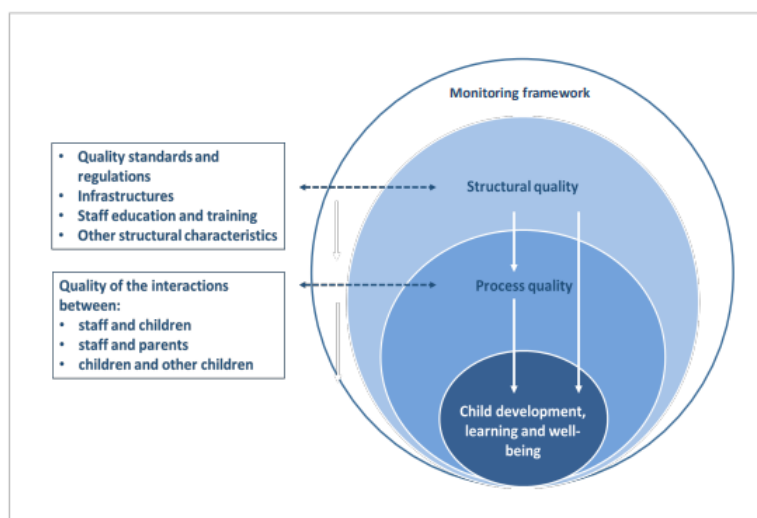 Monitoring framework
• Quality standards and
regulations
• Infrastructures
• Staff education and training
• Other structural characteristics
Structural quality
Quality of the interactions
between:
• staff and children
• staff and parents
• children and other children
Process quality
Child development,
learning and well-
being